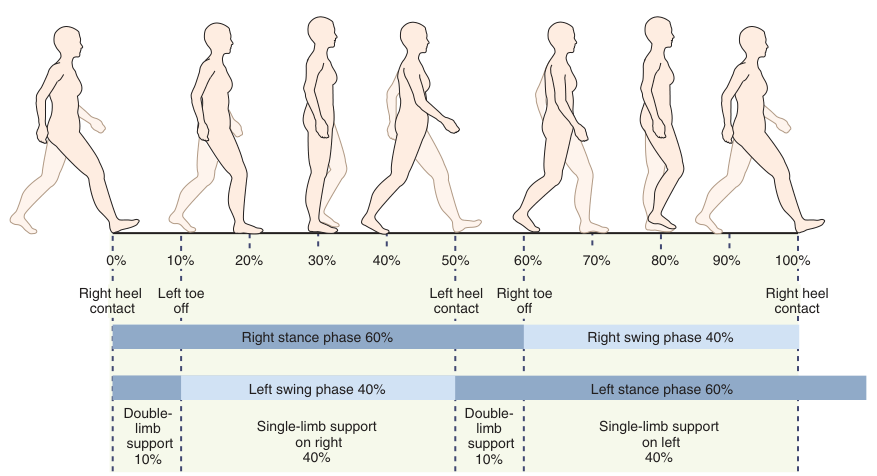 0% 10% 20% 30% 40% 50% 60% 70% 80% 90% 100%
Right heel
contact
Left toe
off
Left heel
contact
Right toe
off
Right heel
contact
Right stance phase 60%
Right swing phase 40%
Left swing phase 40%
Left stance phase 60%
Double-
limb
support
10%
Single-limb support
on right
40%
Double-
limb
support
10%
Single-limb support
on left
40%